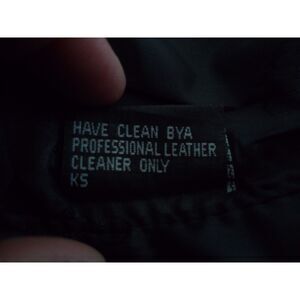 HAVE CLEAN BYA
PROFESSIONAL LEATHER
CLEANER ONLY
KS